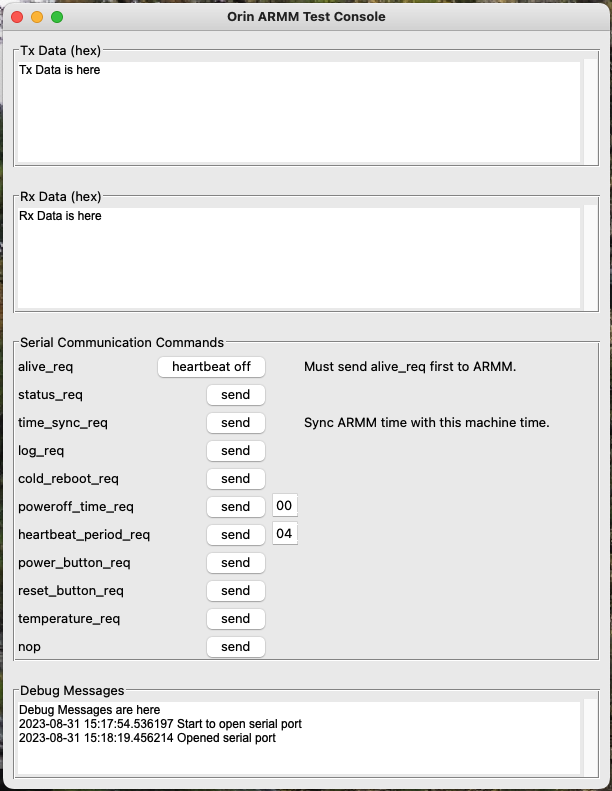 Orin ARMM Test Console
Tx Data (hex)
Tx Data is here
Rx Data (hex)
Rx Data is here
Serial Communication Commands
alive_req heartbeat off Must send alive_req first to ARMM.
status_req send
time_sync_req send Sync ARMM time with this machine time.
log_req send
cold_reboot_req send
poweroff_time_req send 00
heartbeat_period_req send 04
power_button_req send
reset_button_req send
temperature_req send
nop send
Debug Messages
Debug Messages are here
2023-08-31 15:17:54.536197 Start to open serial port
2023-08-31 15:18:19.456214 Opened serial port